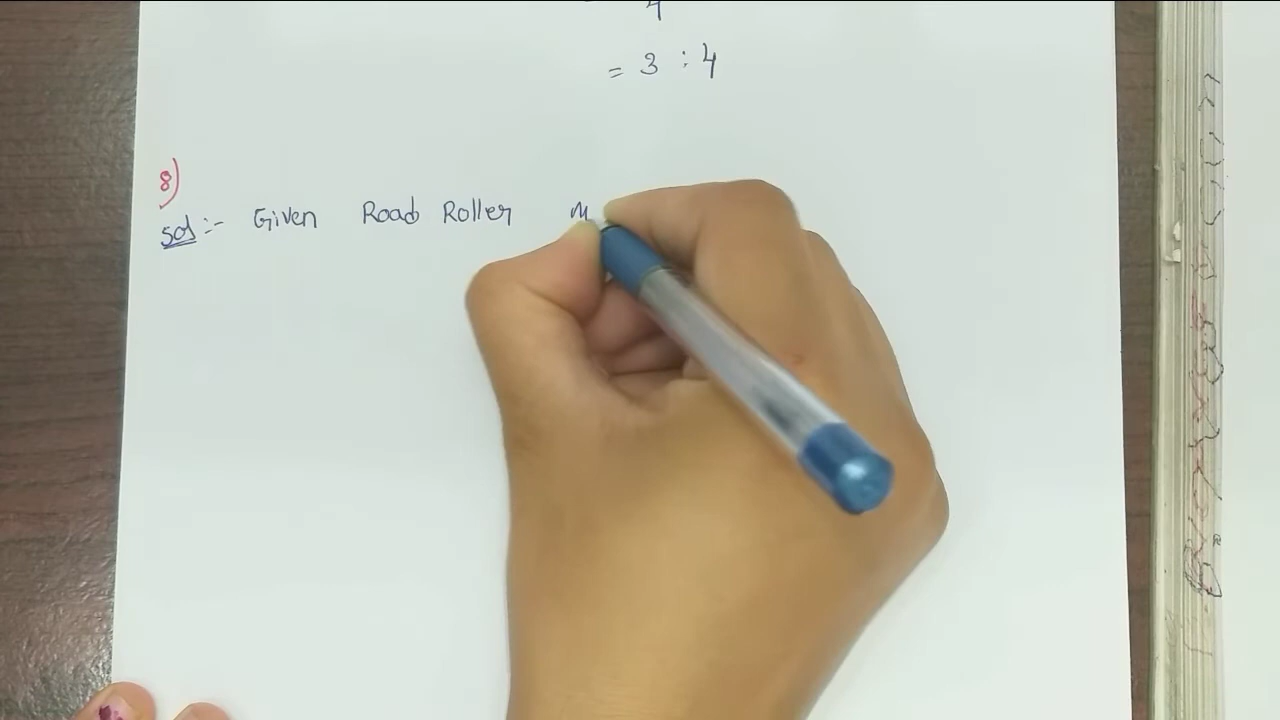 = 3 : 4
8)
Sol :- Given Road Roller